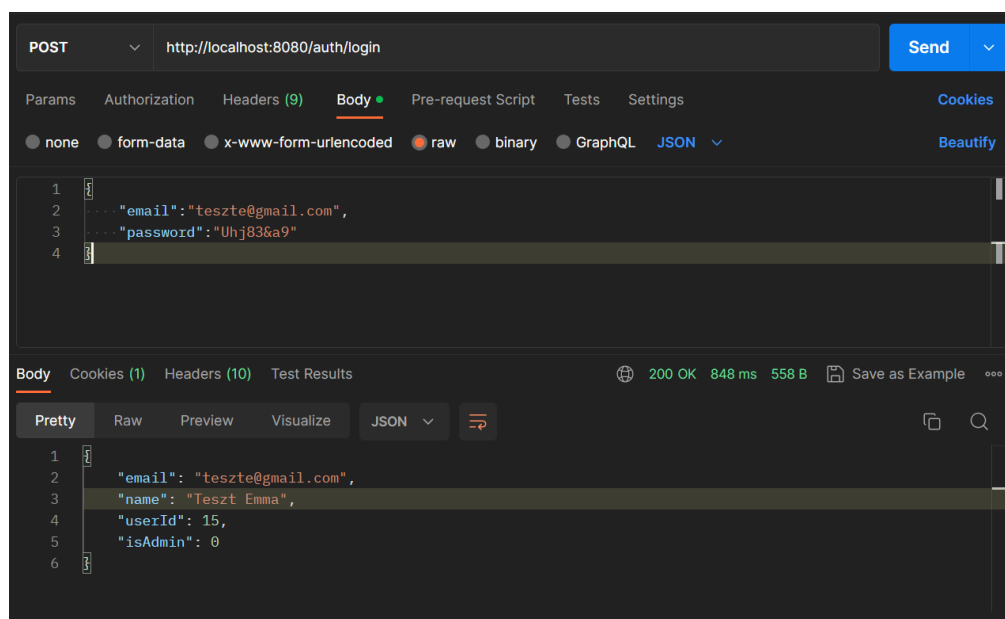 POST http://localhost:8080/auth/login Send
Params Authorization Headers (9) Body Pre-request Script Tests Settings Cookies
none form-data x-www-form-urlencoded raw binary GraphQL JSON Beautify
1 {
2 "email":"teszte@gmail.com",
3 "password":"Uhj83&a9"
4 }
Body Cookies (1) Headers (10) Test Results 200 OK 848 ms 558 B Save as Example
Pretty Raw Preview Visualize JSON
1 {
2 "email": "teszte@gmail.com",
3 "name": "Teszt Emma",
4 "userId": 15,
5 "isAdmin": 0
6 }